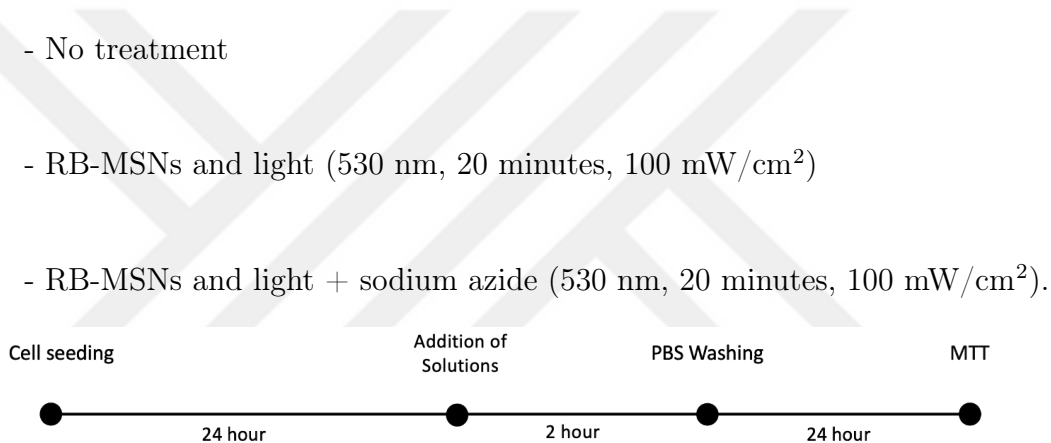 - No treatment
- RB-MSNs and light (530 nm, 20 minutes, 100 mW/cm²)
- RB-MSNs and light + sodium azide (530 nm, 20 minutes, 100 mW/cm²).
Cell seeding
Addition of
Solutions
PBS Washing
MTT
24 hour
2 hour
24 hour